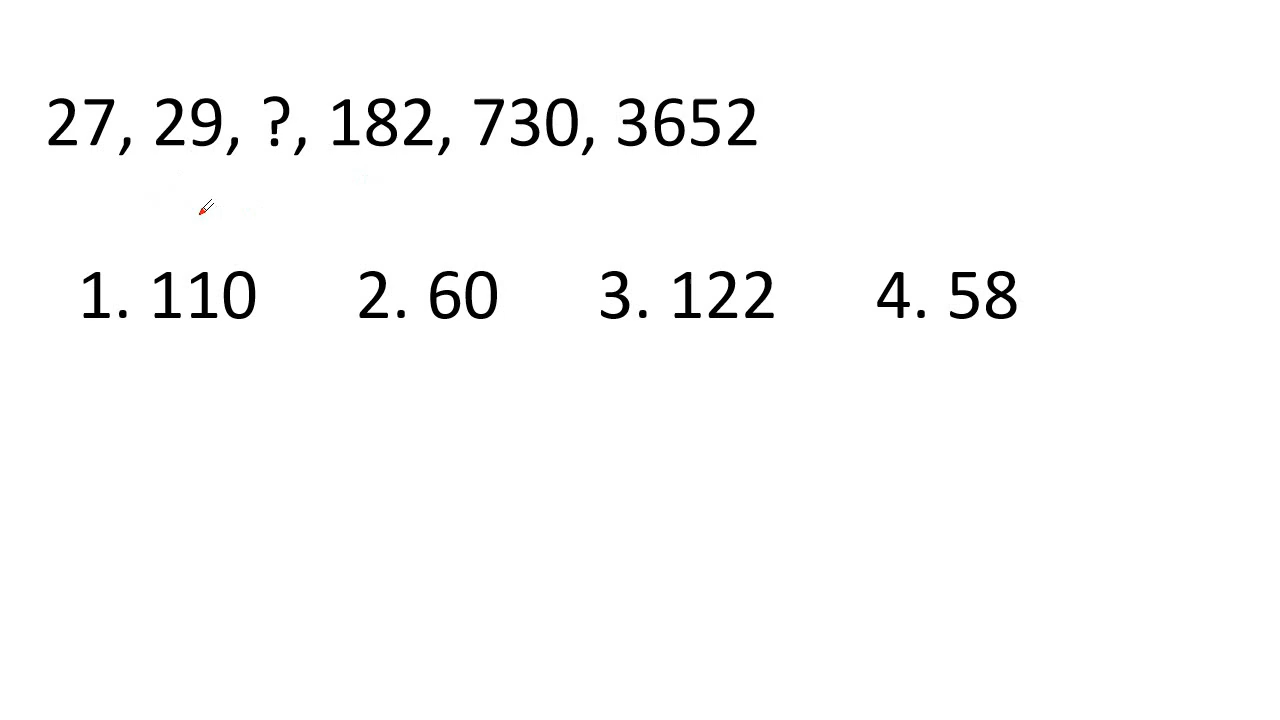 27, 29, ?, 182, 730, 3652
1. 110 2. 60 3. 122 4. 58